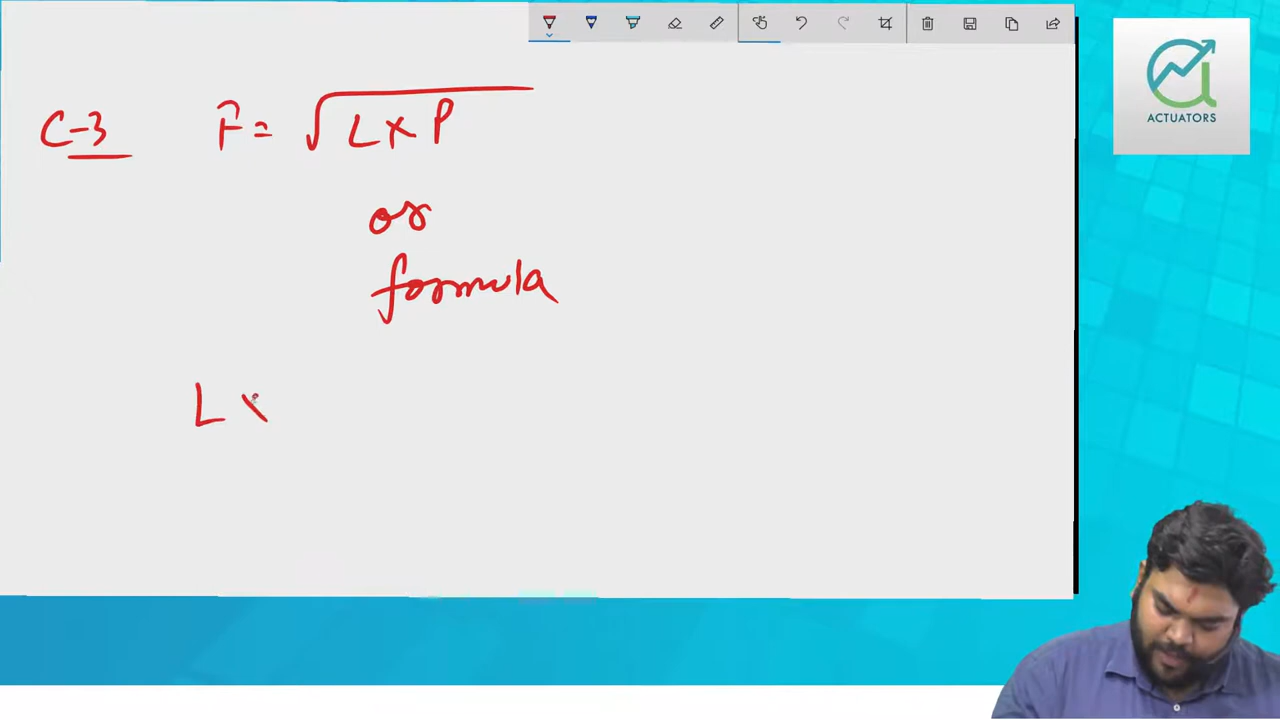 C-3 F = √L × P
or
formula
L ×
ACTUATORS